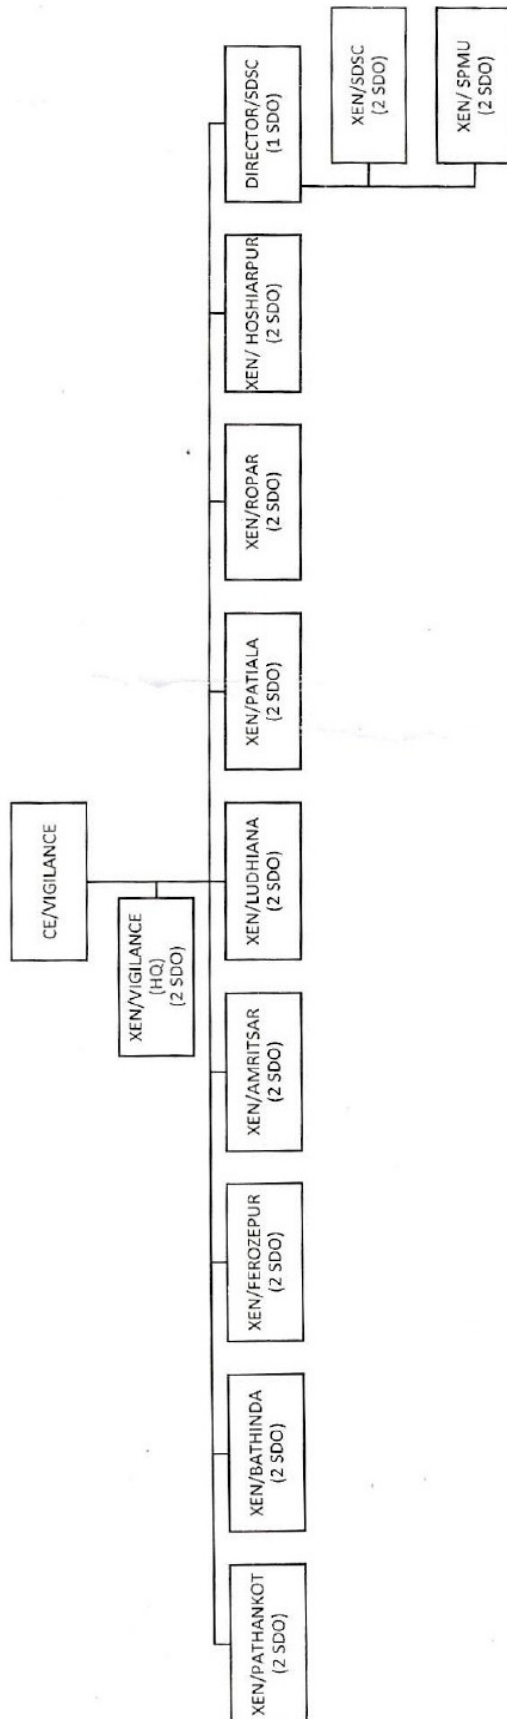 CE/VIGILANCE
XEN/VIGILANCE
(HQ)
(2 SDO)
XEN/PATHANKOT
(2 SDO)
XEN/BATHINDA
(2 SDO)
XEN/FEROZEPUR
(2 SDO)
XEN/AMRITSAR
(2 SDO)
XEN/LUDHIANA
(2 SDO)
XEN/PATIALA
(2 SDO)
XEN/ROPAR
(2 SDO)
XEN/ HOSHIARPUR
(2 SDO)
DIRECTOR/SDSC
(1 SDO)
XEN/SDSC
(2 SDO)
XEN/ SPMU
(2 SDO)